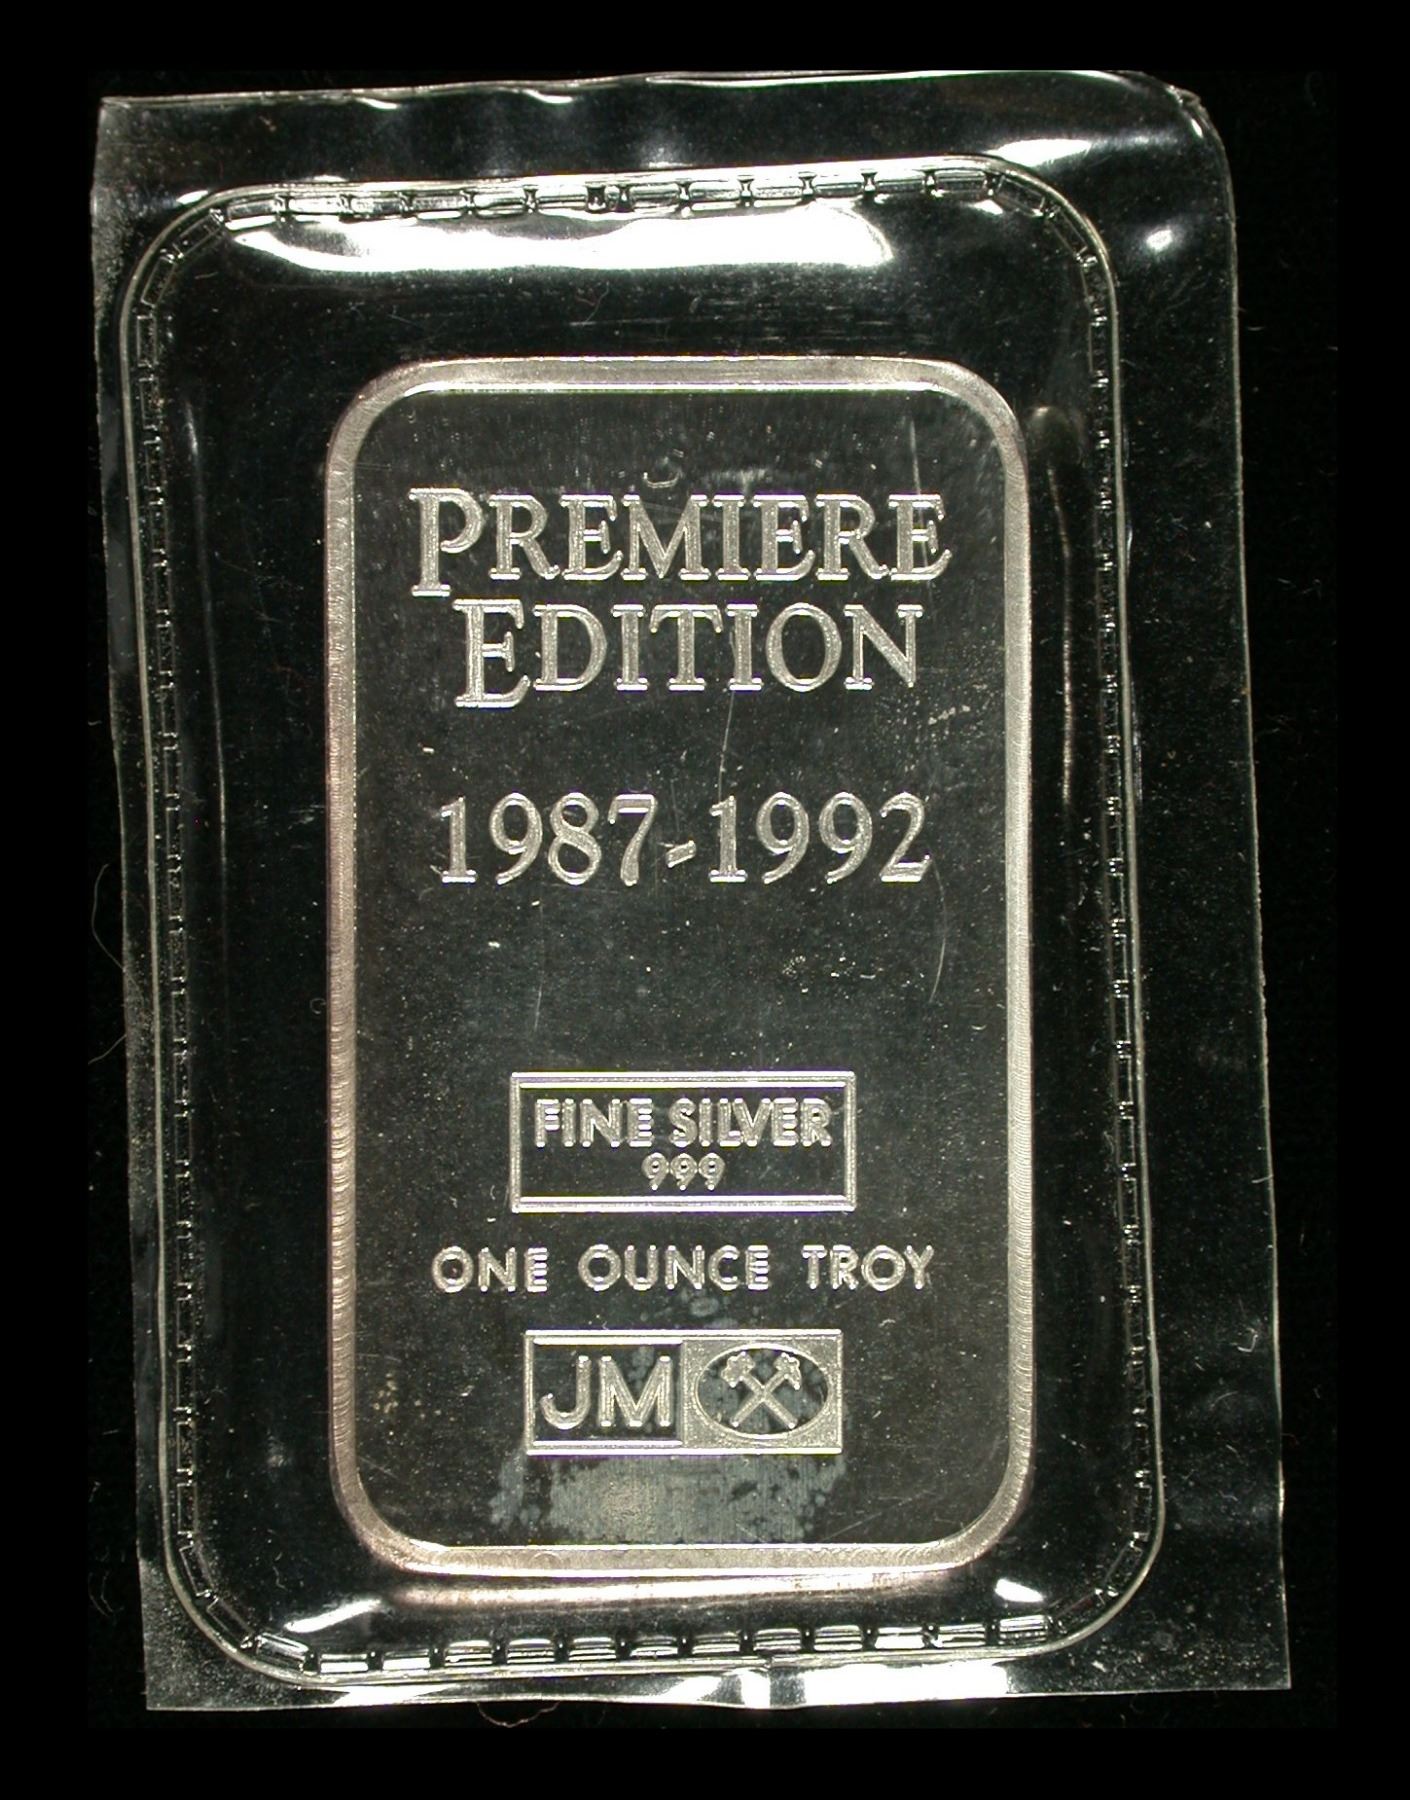 PREMIERE
EDITION
1987-1992
FINE SILVER
999
ONE OUNCE TROY
JM